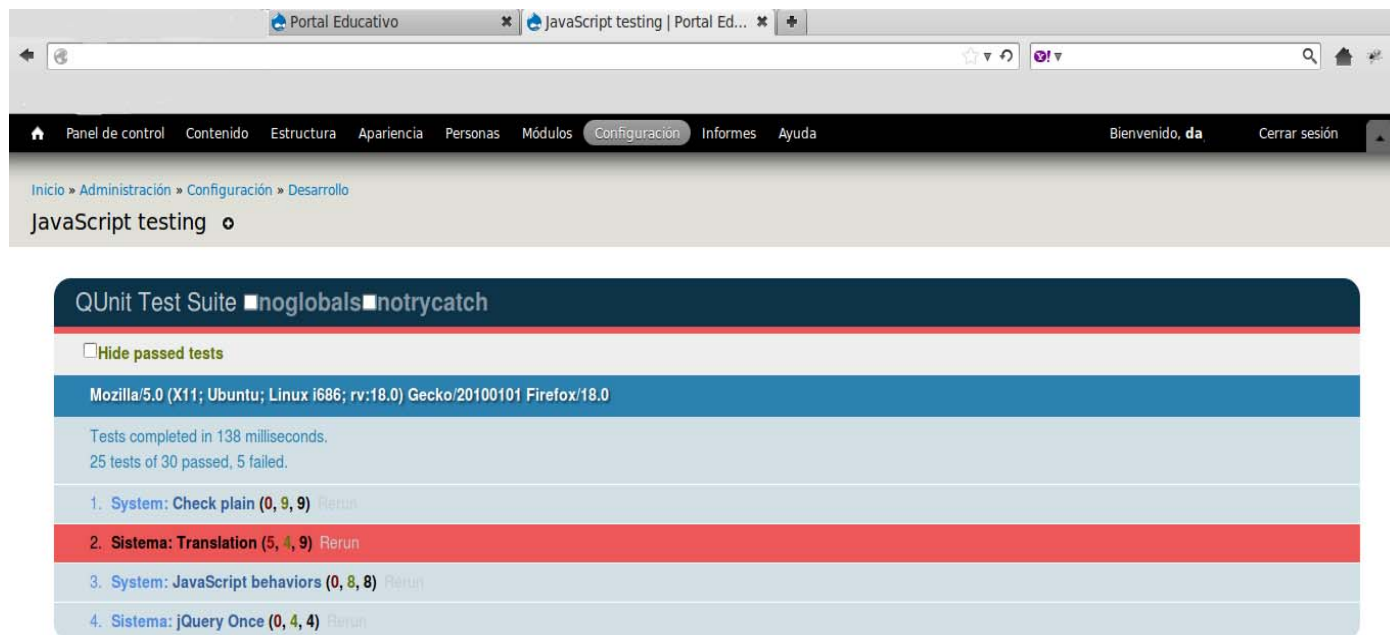 Portal Educativo
JavaScript testing | Portal Ed...
Panel de control Contenido Estructura Apariencia Personas Módulos Configuración Informes Ayuda Bienvenido, da Cerrar sesión
Inicio » Administración » Configuración » Desarrollo
JavaScript testing
QUnit Test Suite noglobals notrycatch
Hide passed tests
Mozilla/5.0 (X11; Ubuntu; Linux i686; rv:18.0) Gecko/20100101 Firefox/18.0
Tests completed in 138 milliseconds.
25 tests of 30 passed, 5 failed.
1. System: Check plain (0, 9, 9) Rerun
2. Sistema: Translation (5, 4, 9) Rerun
3. System: JavaScript behaviors (0, 8, 8) Rerun
4. Sistema: jQuery Once (0, 4, 4) Rerun